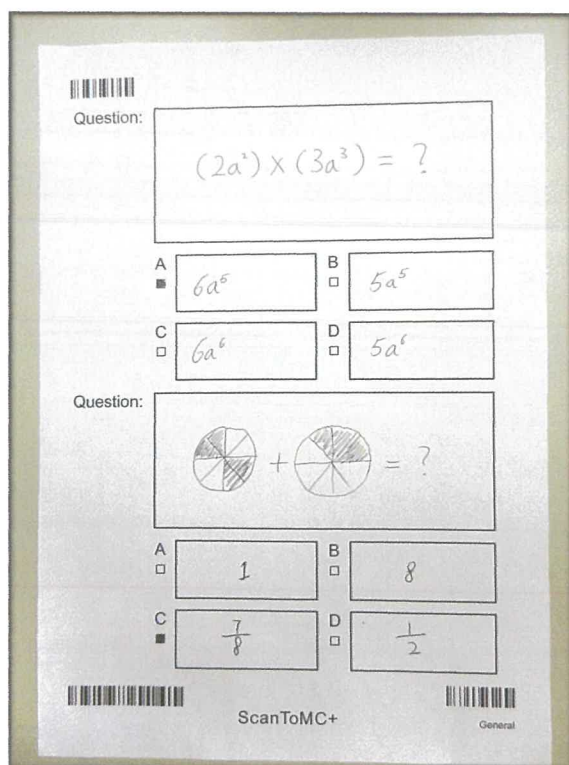 Question:
(2a²) × (3a³) = ?
A
6a⁵
B
5a⁵
C
6a⁶
D
5a⁶
Question:
+ = ?
A
1
B
8
C
7/8
D
1/2
ScanToMC+
General